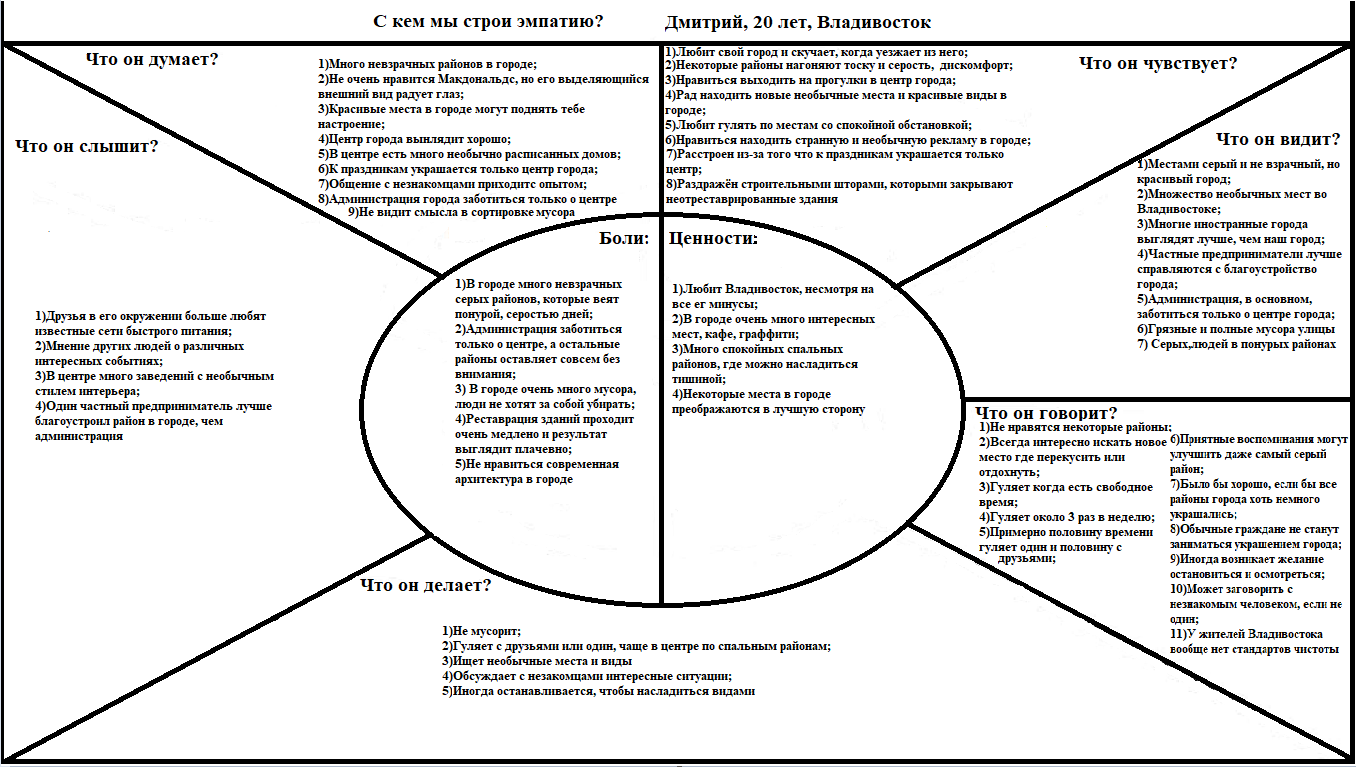 С кем мы строи эмпатию?
Дмитрий, 20 лет, Владивосток
Что он думает?
1)Много невзрачных районов в городе;
2)Не очень нравится Макдональдс, но его выделяющийся
внешний вид радует глаз;
3)Красивые места в городе могут поднять тебе
настроение;
4)Центр города вынлядит хорошо;
5)В центре есть много необычно расписанных домов;
6)К праздникам украшается только центр города;
7)Общение с незнакомцами приходитс опытом;
8)Администрация города заботиться только о центре
9)Не видит смысла в сортировке мусора
1)Любит свой город и скучает, когда уезжает из него;
2)Некоторые районы нагоняют тоску и серость, дискомфорт;
3)Нравиться выходить на прогулки в центр города;
4)Рад находить новые необычные места и красивые виды в
городе;
5)Любит гулять по местам со спокойной обстановкой;
6)Нравиться находить странную и необычную рекламу в городе;
7)Расстроен из-за того что к праздникам украшается только
центр;
8)Раздражён строительными шторами, которыми закрывают
неотреставрированные здания
Что он чувствует?
Что он слышит?
1)Друзья в его окружении больше любят
известные сети быстрого питания;
2)Мнение других людей о различных
интересных событиях;
3)В центре много заведений с необычным
стилем интерьера;
4)Один частный предприниматель лучше
благоустроил район в городе, чем
администрация
Что он видит?
1)Местами серый и не взрачный, но
красивый город;
2)Множество необычных мест во
Владивостоке;
3)Многие иностранные города
выглядят лучше, чем наш город;
4)Частные предприниматели лучше
справляются с благоустройство
города;
5)Администрация, в основном,
заботиться только о центре города;
6)Грязные и полные мусора улицы
7) Серых,людей в понурых районах
Боли:
1)В городе много невзрачных
серых районов, которые веят
понурой, серостью дней;
2)Администрация заботиться
только о центре, а остальные
районы оставляет совсем без
внимания;
3) В городе очень много мусора,
люди не хотят за собой убирать;
4)Реставрация зданий проходит
очень медлено и результат
выглядит плачевно;
5)Не нравиться современная
архитектура в городе
Ценности:
1)Любит Владивосток, несмотря на
все ег минусы;
2)В городе очень много интересных
мест, кафе, граффити;
3)Много спокойных спальных
районов, где можно насладиться
тишиной;
4)Некоторые места в городе
преображаются в лучшую сторону
Что он говорит?
1)Не нравятся некоторые районы;
2)Всегда интересно искать новое
место где перекусить или
отдохнуть;
3)Гуляет когда есть свободное
время;
4)Гуляет около 3 раз в неделю;
5)Примерно половину времени
гуляет один и половину с
друзьями;
6)Приятные воспоминания могут
улучшить даже самый серый
район;
7)Было бы хорошо, если бы все
районы города хоть немного
украшались;
8)Обычные граждане не станут
заниматься украшением города;
9)Иногда возникает желание
остановиться и осмотреться;
10)Может заговорить с
незнакомым человеком, если не
один;
11)У жителей Владивостока
вообще нет стандартов чистоты
Что он делает?
1)Не мусорит;
2)Гуляет с друзьями или один, чаще в центре по спальным районам;
3)Ищет необычные места и виды
4)Обсуждает с незакомцами интересные ситуации;
5)Иногда останавливается, чтобы насладиться видами